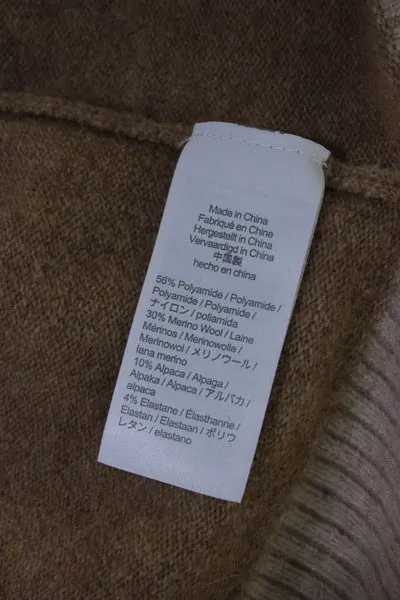 Made in China
Fabriqué en Chine
Hergestellt in China
Vervaardigd in China
中国製
hecho en china
56% Polyamide / Polyamide /
Polyamide / Polyamide /
ナイロン / poliamida
30% Merino Wool / Laine
Mérinos / Merinowolle /
Merinowol / メリノウール /
lana merino
10% Alpaca / Alpaga /
Alpaka / Alpaca / アルパカ /
alpaca
4% Elastane / Élasthanne /
Elastan / Elastaan / ポリウ
レタン / elastano